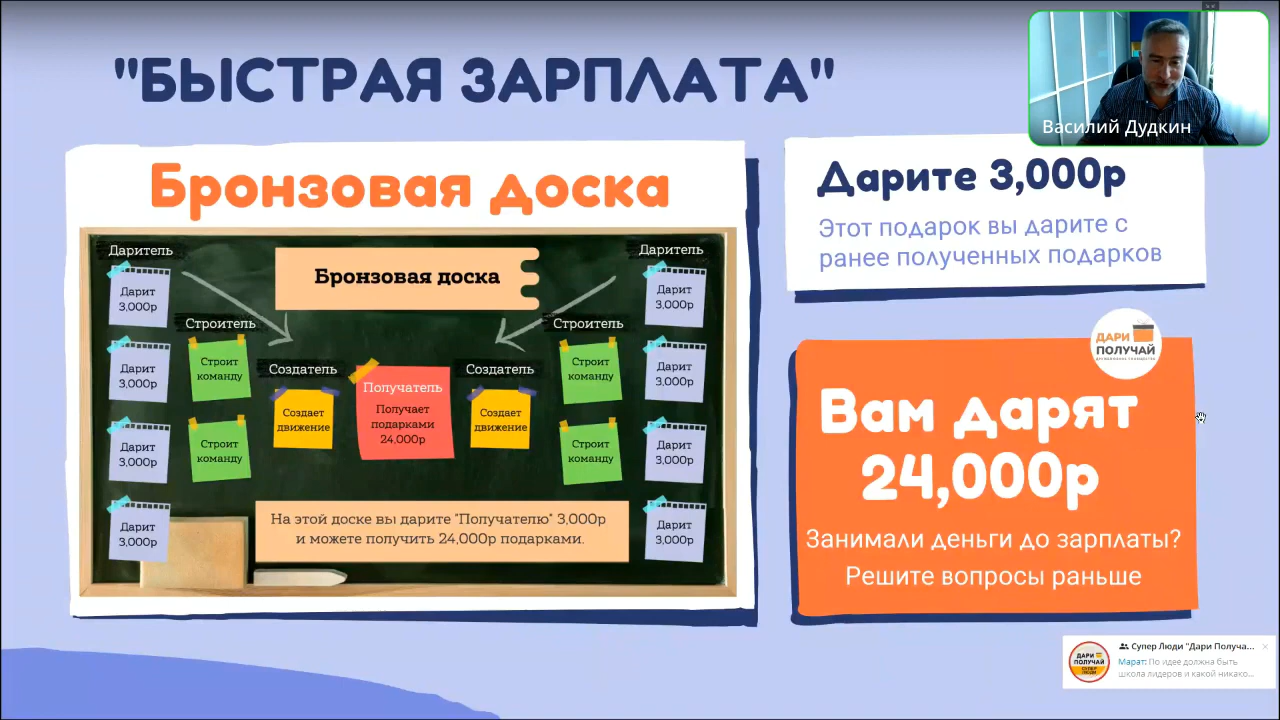 "БЫСТРАЯ ЗАРПЛАТА"
Василий Дудкин
Бронзовая доска
Даритель
Даритель
Бронзовая доска
Дарит
3,000р
Дарит
3,000р
Строитель
Строитель
Дарит
3,000р
Строит
команду
Строит
команду
Дарит
3,000р
Создатель
Получатель
Создатель
Создает
движение
Получает
подарками
24,000р
Создает
движение
Дарит
3,000р
Строит
команду
Строит
команду
Дарит
3,000р
Дарит
3,000р
Дарит
3,000р
На этой доске вы дарите "Получателю" 3,000р
и можете получить 24,000р подарками.
Дарите 3,000р
Этот подарок вы дарите с
ранее полученных подарков
ДАРИ
ПОЛУЧАЙ
Вам дарят
24,000р
Занимали деньги до зарплаты?
Решите вопросы раньше
ДАРИ
ПОЛУЧАЙ
СУПЕР
ЛЮДИ
Супер Люди "Дари Получа...
Марат: По идее должна быть
школа лидеров и какой никако...